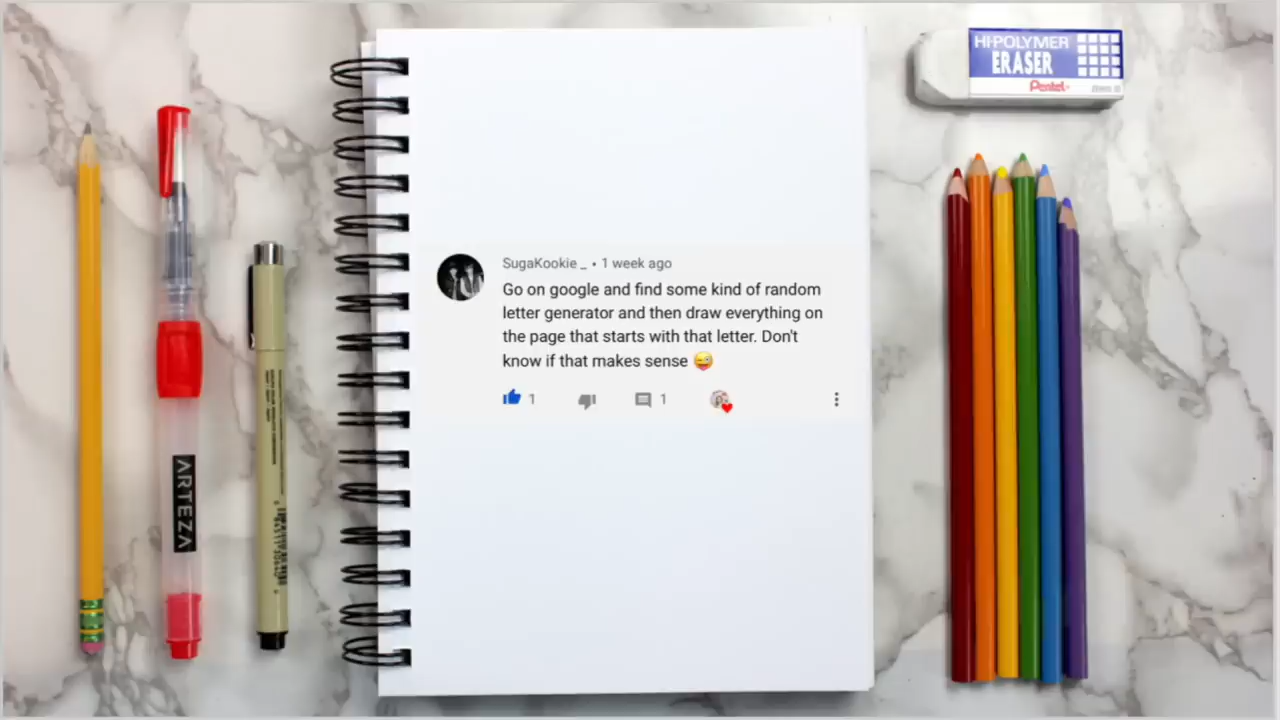 HI-POLYMER
ERASER
Pentel
ARTEZA
SugaKookie _ • 1 week ago
Go on google and find some kind of random
letter generator and then draw everything on
the page that starts with that letter. Don't
know if that makes sense 😜
1
1